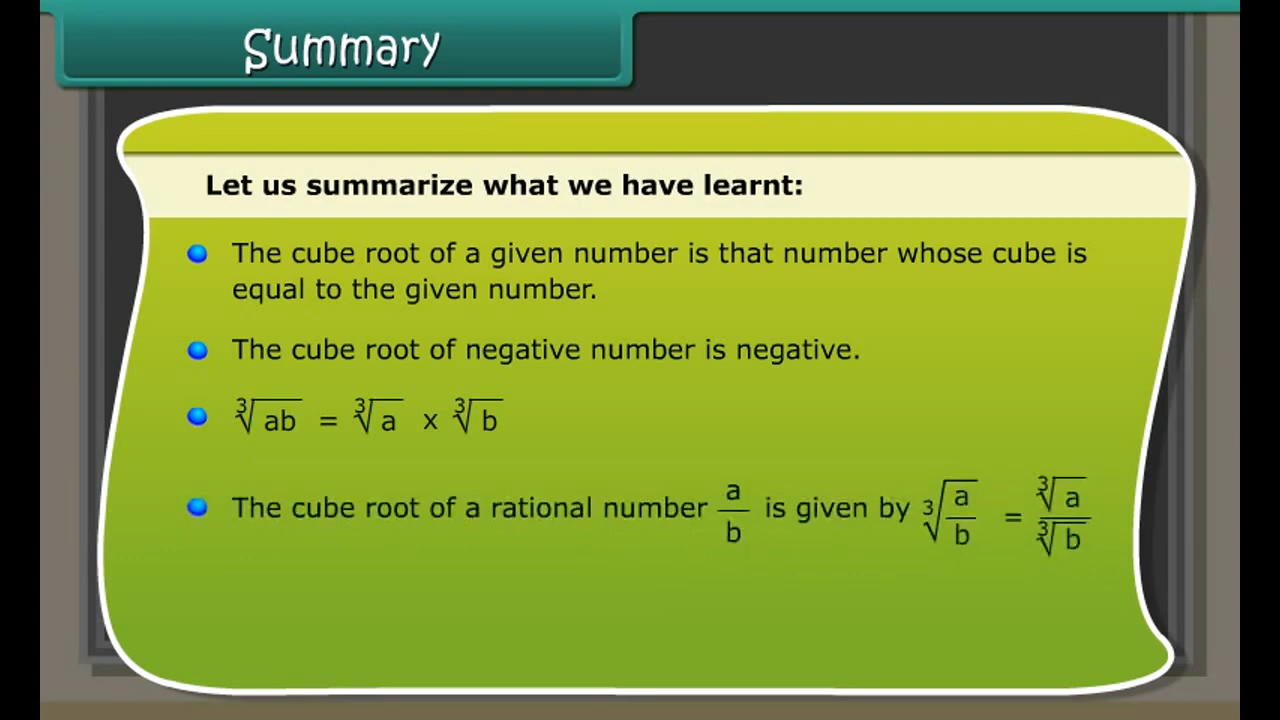 Summary
Let us summarize what we have learnt:
The cube root of a given number is that number whose cube is
equal to the given number.
The cube root of negative number is negative.
∛ab = ∛a x ∛b
The cube root of a rational number a/b is given by ∛(a/b) = ∛a/∛b